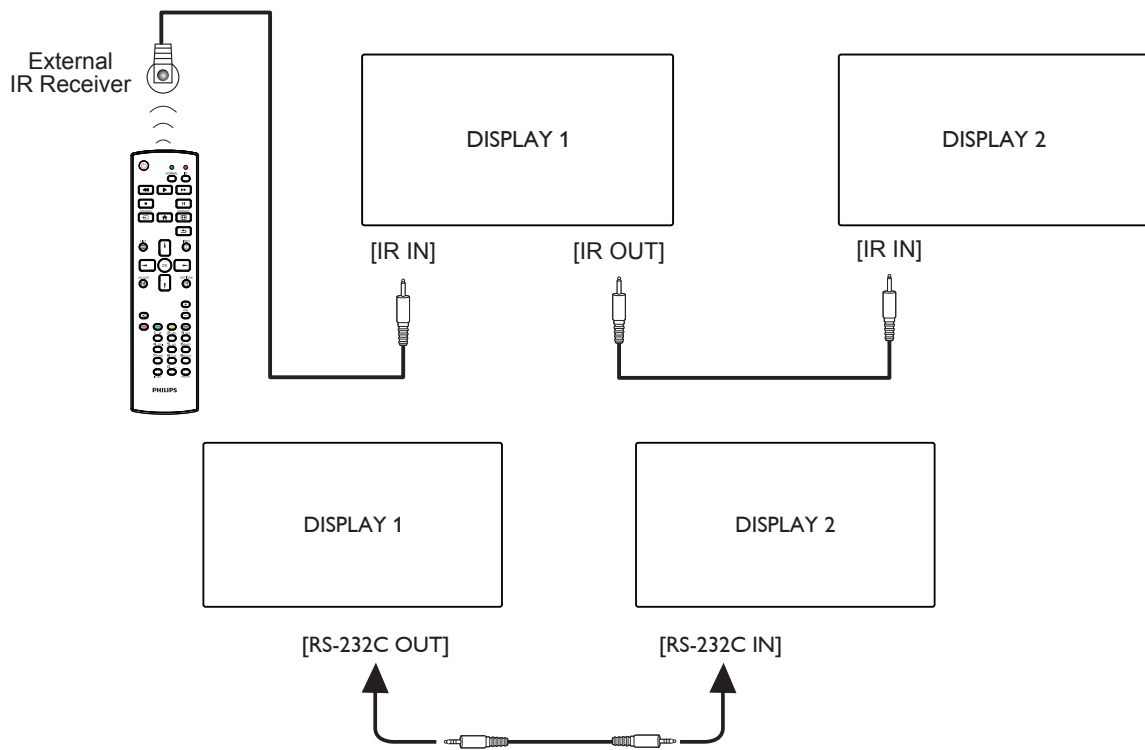 External
IR Receiver
DISPLAY 1
DISPLAY 2
[IR IN]
[IR OUT]
[IR IN]
PHILIPS
DISPLAY 1
DISPLAY 2
[RS-232C OUT]
[RS-232C IN]